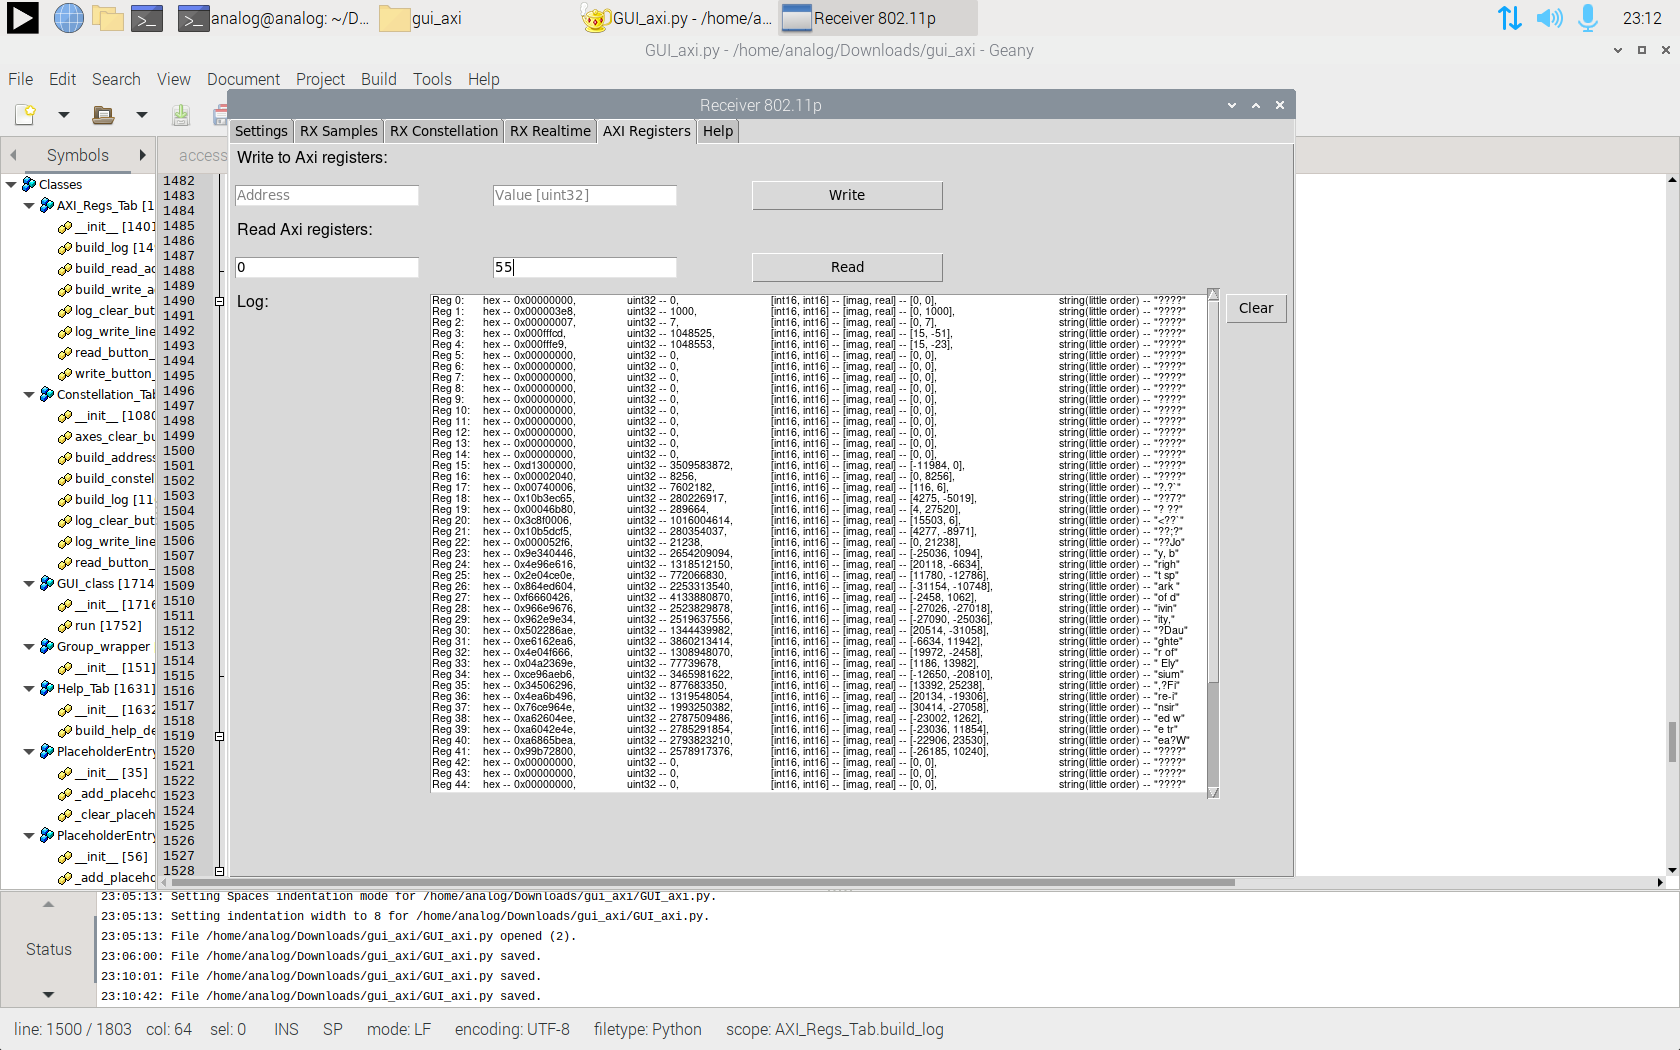 analog@analog: ~/D... gui_axi GUI_axi.py - /home/a... Receiver 802.11p 23:12
GUI_axi.py - /home/analog/Downloads/gui_axi - Geany
File Edit Search View Document Project Build Tools Help
Receiver 802.11p
Settings RX Samples RX Constellation RX Realtime AXI Registers Help
Symbols access
Write to Axi registers:
Address Value [uint32] Write
Read Axi registers:
0 55 Read
Log: Clear
Classes
AXI_Regs_Tab [1
__init__ [1401
build_log [14
build_read_ac
build_write_a
log_clear_but
log_write_line
read_button_
write_button_
Constellation_Tab
__init__ [1080
axes_clear_bu
build_address
build_constel
build_log [11
log_clear_but
log_write_line
read_button_
GUI_class [1714
__init__ [1716
run [1752]
Group_wrapper
__init__ [151]
Help_Tab [1631]
__init__ [1632
build_help_de
PlaceholderEntry
__init__ [35]
_add_placeho
_clear_placeh
PlaceholderEntry
__init__ [56]
_add_placeho
1482
1483
1484
1485
1486
1487
1488
1489
1490
1491
1492
1493
1494
1495
1496
1497
1498
1499
1500
1501
1502
1503
1504
1505
1506
1507
1508
1509
1510
1511
1512
1513
1514
1515
1516
1517
1518
1519
1520
1521
1522
1523
1524
1525
1526
1527
1528
Reg 0: hex -- 0x00000000, uint32 -- 0, [int16, int16] -- [imag, real] -- [0, 0], string(little order) -- "????"
Reg 1: hex -- 0x000003e8, uint32 -- 1000, [int16, int16] -- [imag, real] -- [0, 1000], string(little order) -- "????"
Reg 2: hex -- 0x00000007, uint32 -- 7, [int16, int16] -- [imag, real] -- [0, 7], string(little order) -- "????"
Reg 3: hex -- 0x000fffcd, uint32 -- 1048525, [int16, int16] -- [imag, real] -- [15, -51], string(little order) -- "????"
Reg 4: hex -- 0x000fffe9, uint32 -- 1048553, [int16, int16] -- [imag, real] -- [15, -23], string(little order) -- "????"
Reg 5: hex -- 0x00000000, uint32 -- 0, [int16, int16] -- [imag, real] -- [0, 0], string(little order) -- "????"
Reg 6: hex -- 0x00000000, uint32 -- 0, [int16, int16] -- [imag, real] -- [0, 0], string(little order) -- "????"
Reg 7: hex -- 0x00000000, uint32 -- 0, [int16, int16] -- [imag, real] -- [0, 0], string(little order) -- "????"
Reg 8: hex -- 0x00000000, uint32 -- 0, [int16, int16] -- [imag, real] -- [0, 0], string(little order) -- "????"
Reg 9: hex -- 0x00000000, uint32 -- 0, [int16, int16] -- [imag, real] -- [0, 0], string(little order) -- "????"
Reg 10: hex -- 0x00000000, uint32 -- 0, [int16, int16] -- [imag, real] -- [0, 0], string(little order) -- "????"
Reg 11: hex -- 0x00000000, uint32 -- 0, [int16, int16] -- [imag, real] -- [0, 0], string(little order) -- "????"
Reg 12: hex -- 0x00000000, uint32 -- 0, [int16, int16] -- [imag, real] -- [0, 0], string(little order) -- "????"
Reg 13: hex -- 0x00000000, uint32 -- 0, [int16, int16] -- [imag, real] -- [0, 0], string(little order) -- "????"
Reg 14: hex -- 0x00000000, uint32 -- 0, [int16, int16] -- [imag, real] -- [0, 0], string(little order) -- "????"
Reg 15: hex -- 0xd1300000, uint32 -- 3509583872, [int16, int16] -- [imag, real] -- [-11984, 0], string(little order) -- "????"
Reg 16: hex -- 0x00002040, uint32 -- 8256, [int16, int16] -- [imag, real] -- [0, 8256], string(little order) -- "????"
Reg 17: hex -- 0x00740006, uint32 -- 7602182, [int16, int16] -- [imag, real] -- [116, 6], string(little order) -- "?.?`"
Reg 18: hex -- 0x10b3ec65, uint32 -- 280226917, [int16, int16] -- [imag, real] -- [4275, -5019], string(little order) -- "??7?"
Reg 19: hex -- 0x00046b80, uint32 -- 289664, [int16, int16] -- [imag, real] -- [4, 27520], string(little order) -- "? ??"
Reg 20: hex -- 0x3c8f0006, uint32 -- 1016004614, [int16, int16] -- [imag, real] -- [15503, 6], string(little order) -- "<??`"
Reg 21: hex -- 0x10b5dcf5, uint32 -- 280354037, [int16, int16] -- [imag, real] -- [4277, -8971], string(little order) -- "??;?"
Reg 22: hex -- 0x000052f6, uint32 -- 21238, [int16, int16] -- [imag, real] -- [0, 21238], string(little order) -- "??Jo"
Reg 23: hex -- 0x9e340446, uint32 -- 2654209094, [int16, int16] -- [imag, real] -- [-25036, 1094], string(little order) -- "y, b"
Reg 24: hex -- 0x4e96e616, uint32 -- 1318512150, [int16, int16] -- [imag, real] -- [20118, -6634], string(little order) -- "righ"
Reg 25: hex -- 0x2e04ce0e, uint32 -- 772066830, [int16, int16] -- [imag, real] -- [11780, -12786], string(little order) -- "t sp"
Reg 26: hex -- 0x864ed604, uint32 -- 2253313540, [int16, int16] -- [imag, real] -- [-31154, -10748], string(little order) -- "ark "
Reg 27: hex -- 0xf6660426, uint32 -- 4133880870, [int16, int16] -- [imag, real] -- [-2458, 1062], string(little order) -- "of d"
Reg 28: hex -- 0x966e9676, uint32 -- 2523829878, [int16, int16] -- [imag, real] -- [-27026, -27018], string(little order) -- "ivin"
Reg 29: hex -- 0x962e9e34, uint32 -- 2519637556, [int16, int16] -- [imag, real] -- [-27090, -25036], string(little order) -- "ity,"
Reg 30: hex -- 0x502286ae, uint32 -- 1344439982, [int16, int16] -- [imag, real] -- [20514, -31058], string(little order) -- "?Dau"
Reg 31: hex -- 0xe6162ea6, uint32 -- 3860213414, [int16, int16] -- [imag, real] -- [-6634, 11942], string(little order) -- "ghte"
Reg 32: hex -- 0x4e04f666, uint32 -- 1308948070, [int16, int16] -- [imag, real] -- [19972, -2458], string(little order) -- "r of"
Reg 33: hex -- 0x04a2369e, uint32 -- 77739678, [int16, int16] -- [imag, real] -- [1186, 13982], string(little order) -- " Ely"
Reg 34: hex -- 0xce96aeb6, uint32 -- 3465981622, [int16, int16] -- [imag, real] -- [-12650, -20810], string(little order) -- "sium"
Reg 35: hex -- 0x34506296, uint32 -- 877683350, [int16, int16] -- [imag, real] -- [13392, 25238], string(little order) -- ",?Fi"
Reg 36: hex -- 0x4ea6b496, uint32 -- 1319548054, [int16, int16] -- [imag, real] -- [20134, -19306], string(little order) -- "re-i"
Reg 37: hex -- 0x76ce964e, uint32 -- 1993250382, [int16, int16] -- [imag, real] -- [30414, -27058], string(little order) -- "nsir"
Reg 38: hex -- 0xa62604ee, uint32 -- 2787509486, [int16, int16] -- [imag, real] -- [-23002, 1262], string(little order) -- "ed w"
Reg 39: hex -- 0xa6042e4e, uint32 -- 2785291854, [int16, int16] -- [imag, real] -- [-23036, 11854], string(little order) -- "e tr"
Reg 40: hex -- 0xa6865bea, uint32 -- 2793823210, [int16, int16] -- [imag, real] -- [-22906, 23530], string(little order) -- "ea?W"
Reg 41: hex -- 0x99b72800, uint32 -- 2578917376, [int16, int16] -- [imag, real] -- [-26185, 10240], string(little order) -- "????"
Reg 42: hex -- 0x00000000, uint32 -- 0, [int16, int16] -- [imag, real] -- [0, 0], string(little order) -- "????"
Reg 43: hex -- 0x00000000, uint32 -- 0, [int16, int16] -- [imag, real] -- [0, 0], string(little order) -- "????"
Reg 44: hex -- 0x00000000, uint32 -- 0, [int16, int16] -- [imag, real] -- [0, 0], string(little order) -- "????"
Status
23:05:13: Setting Spaces indentation mode for /home/analog/Downloads/gui_axi/GUI_axi.py.
23:05:13: Setting indentation width to 8 for /home/analog/Downloads/gui_axi/GUI_axi.py.
23:05:13: File /home/analog/Downloads/gui_axi/GUI_axi.py opened (2).
23:06:00: File /home/analog/Downloads/gui_axi/GUI_axi.py saved.
23:10:01: File /home/analog/Downloads/gui_axi/GUI_axi.py saved.
23:10:42: File /home/analog/Downloads/gui_axi/GUI_axi.py saved.
line: 1500 / 1803 col: 64 sel: 0 INS SP mode: LF encoding: UTF-8 filetype: Python scope: AXI_Regs_Tab.build_log